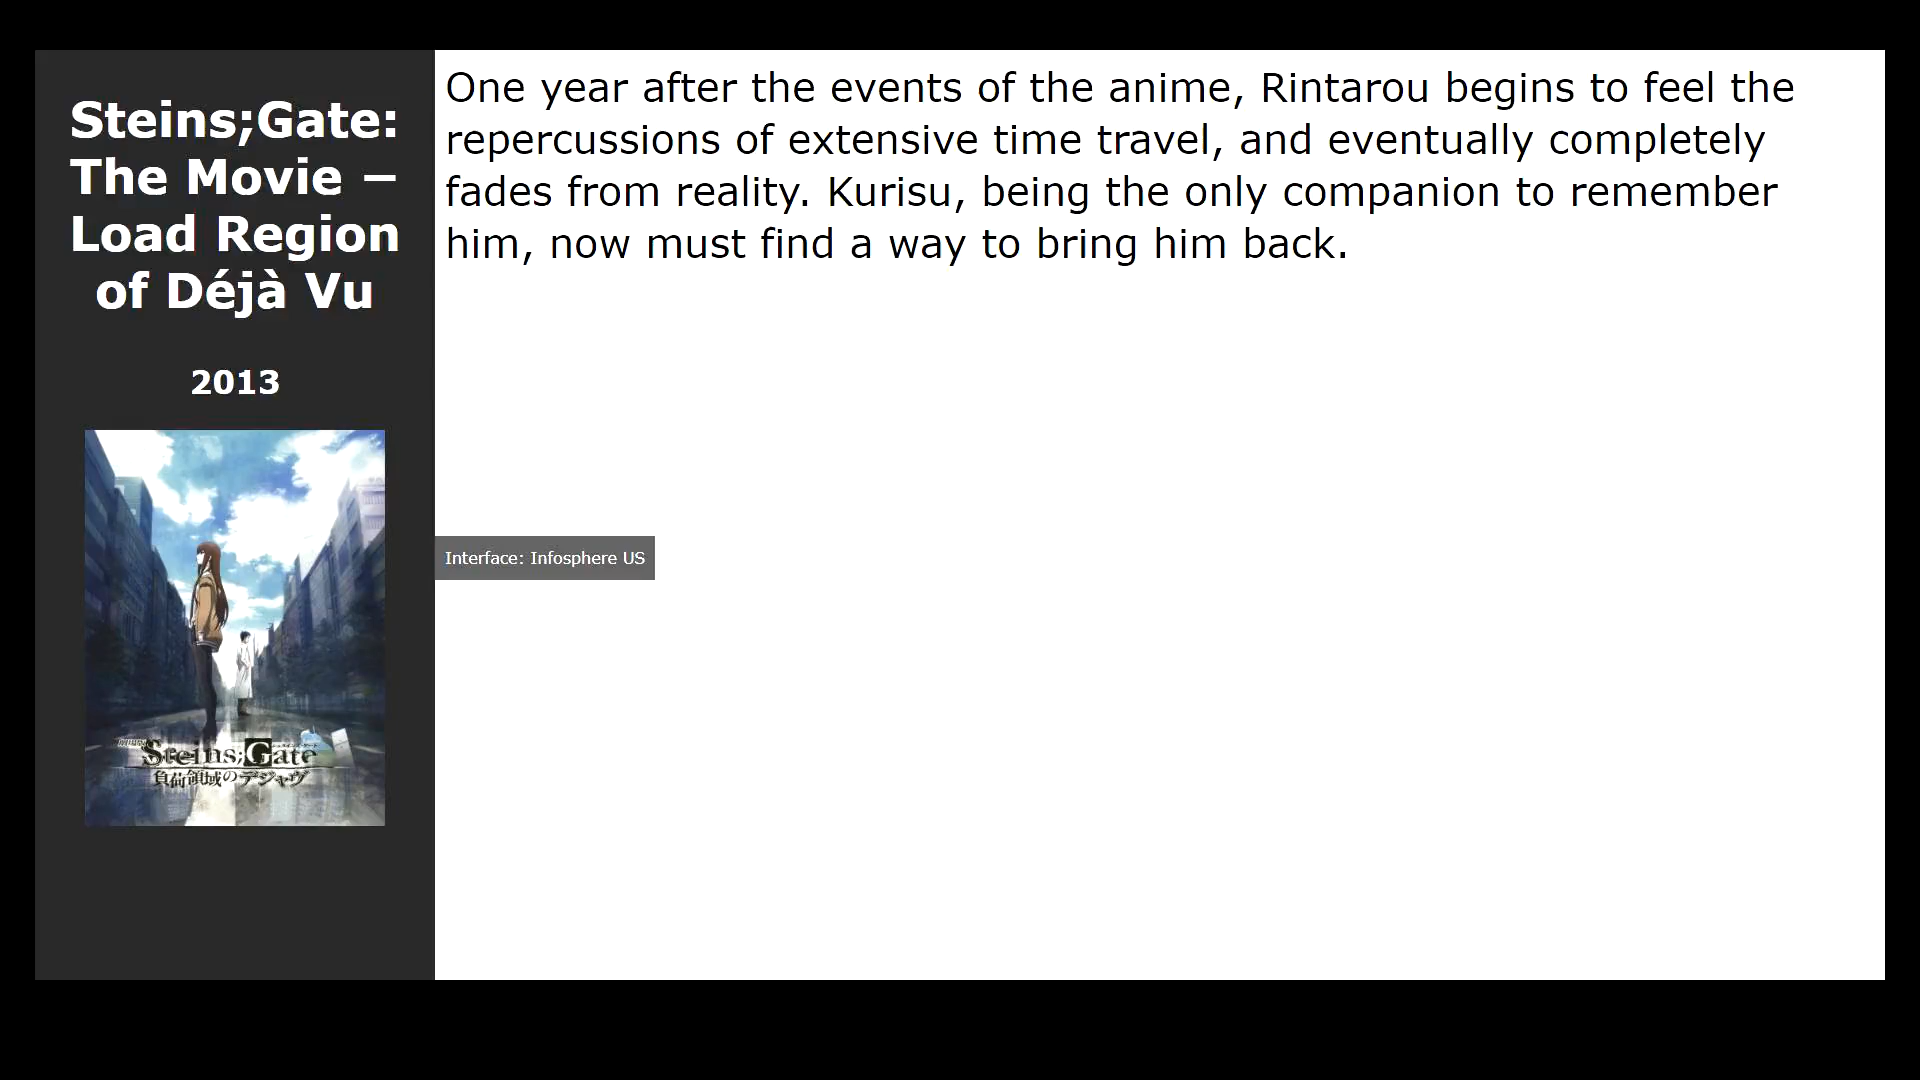 Steins;Gate:
The Movie −
Load Region
of Déjà Vu
2013
Steins;Gate
負荷領域のデジャヴ
One year after the events of the anime, Rintarou begins to feel the
repercussions of extensive time travel, and eventually completely
fades from reality. Kurisu, being the only companion to remember
him, now must find a way to bring him back.
Interface: Infosphere US